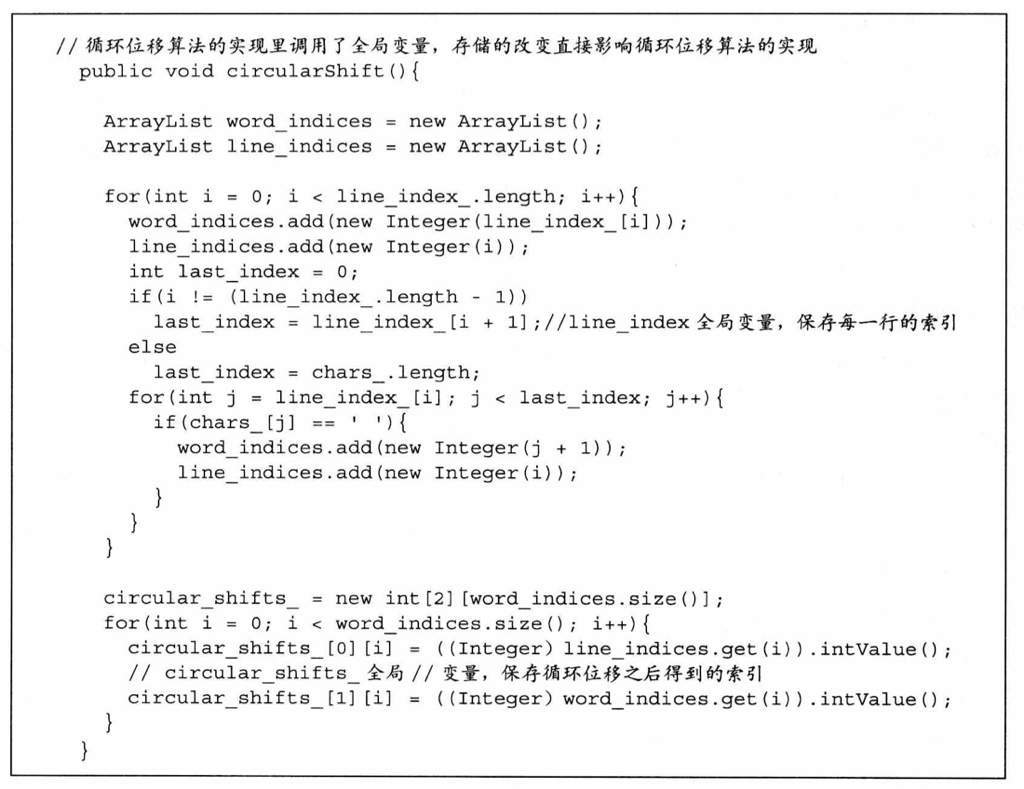 // 循环位移算法的实现里调用了全局变量，存储的改变直接影响循环位移算法的实现
public void circularShift(){
ArrayList word_indices = new ArrayList();
ArrayList line_indices = new ArrayList();
for(int i = 0; i < line_index_.length; i++){
word_indices.add(new Integer(line_index_[i]));
line_indices.add(new Integer(i));
int last_index = 0;
if(i != (line_index_.length - 1))
last_index = line_index_[i + 1];//line_index 全局变量，保存每一行的索引
else
last_index = chars_.length;
for(int j = line_index_[i]; j < last_index; j++){
if(chars_[j] == ' '){
word_indices.add(new Integer(j + 1));
line_indices.add(new Integer(i));
}
}
}
circular_shifts_ = new int[2][word_indices.size()];
for(int i = 0; i < word_indices.size(); i++){
circular_shifts_[0][i] = ((Integer) line_indices.get(i)).intValue();
// circular_shifts_ 全局 // 变量，保存循环位移之后得到的索引
circular_shifts_[1][i] = ((Integer) word_indices.get(i)).intValue();
}
}